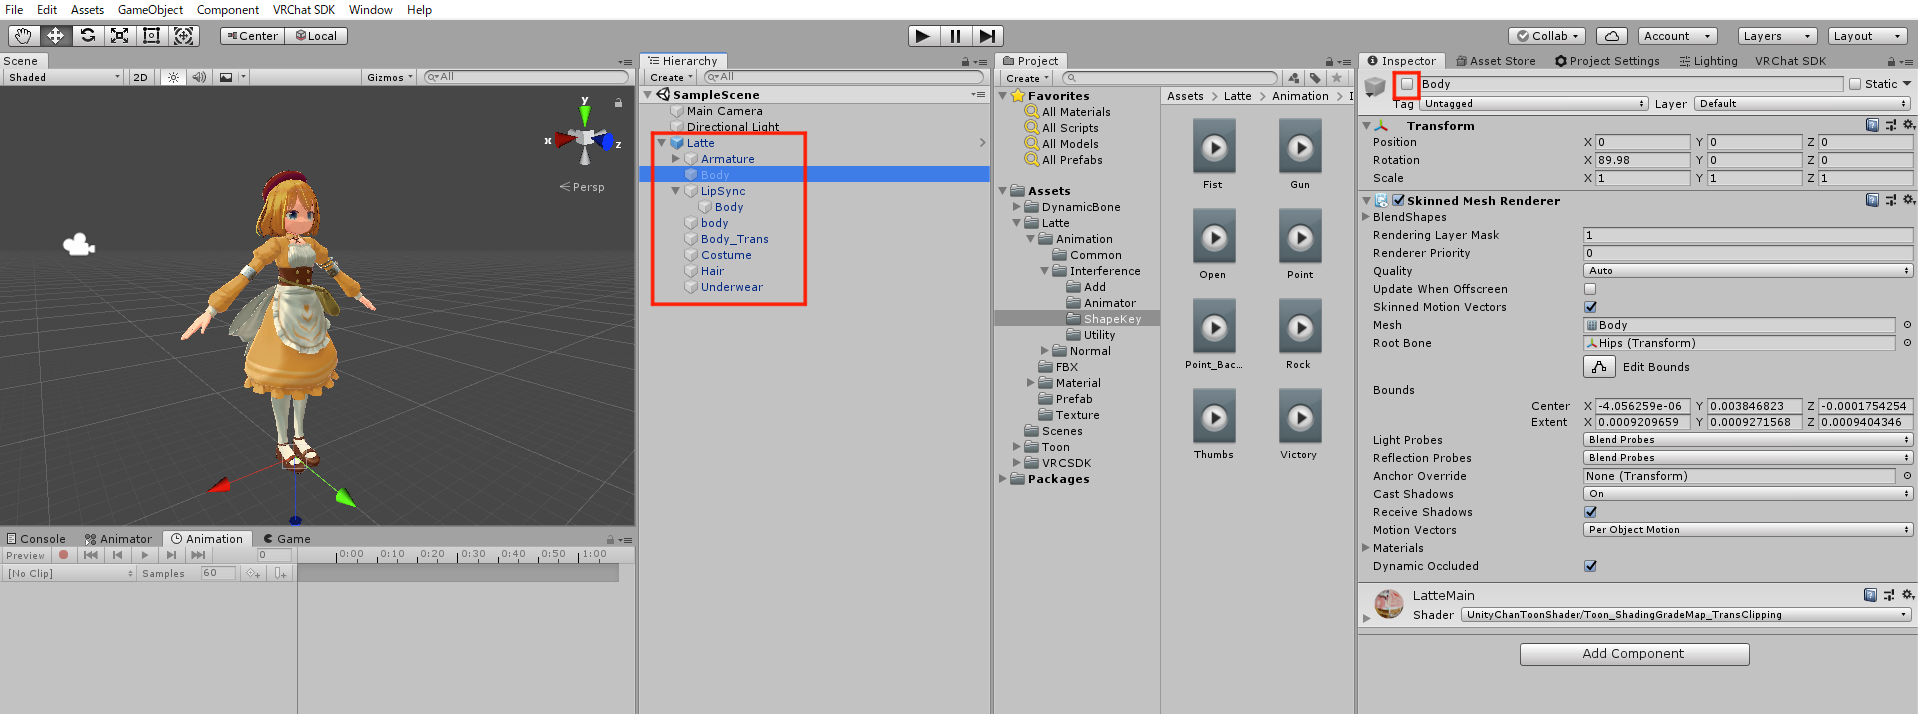 File Edit Assets GameObject Component VRChat SDK Window Help
Center Local
Collab Account Layers Layout
Scene
Shaded 2D Gizmos All
y
x z
Persp
Hierarchy
Create All
SampleScene
Main Camera
Directional Light
Latte
Armature
Body
LipSync
Body
body
Body_Trans
Costume
Hair
Underwear
Project
Create
Favorites
All Materials
All Scripts
All Models
All Prefabs
Assets
DynamicBone
Latte
Animation
Common
Interference
Add
Animator
ShapeKey
Utility
Normal
FBX
Material
Prefab
Texture
Scenes
Toon
VRCSDK
Packages
Assets > Latte > Animation > I
Fist Gun
Open Point
Point_Bac... Rock
Thumbs Victory
Inspector Asset Store Project Settings Lighting VRChat SDK
Body Static
Tag Untagged Layer Default
Transform
Position X 0 Y 0 Z 0
Rotation X 89.98 Y 0 Z 0
Scale X 1 Y 1 Z 1
Skinned Mesh Renderer
BlendShapes
Rendering Layer Mask 1
Renderer Priority 0
Quality Auto
Update When Offscreen
Skinned Motion Vectors
Mesh Body
Root Bone Hips (Transform)
Edit Bounds
Bounds
Center X -4.056259e-06 Y 0.003846823 Z -0.0001754254
Extent X 0.0009209659 Y 0.0009271568 Z 0.0009404346
Light Probes Blend Probes
Reflection Probes Blend Probes
Anchor Override None (Transform)
Cast Shadows On
Receive Shadows
Motion Vectors Per Object Motion
Materials
Dynamic Occluded
LatteMain
Shader UnityChanToonShader/Toon_ShadingGradeMap_TransClipping
Add Component
Console Animator Animation Game
Preview 0 0:00 0:10 0:20 0:30 0:40 0:50 1:00
[No Clip] Samples 60